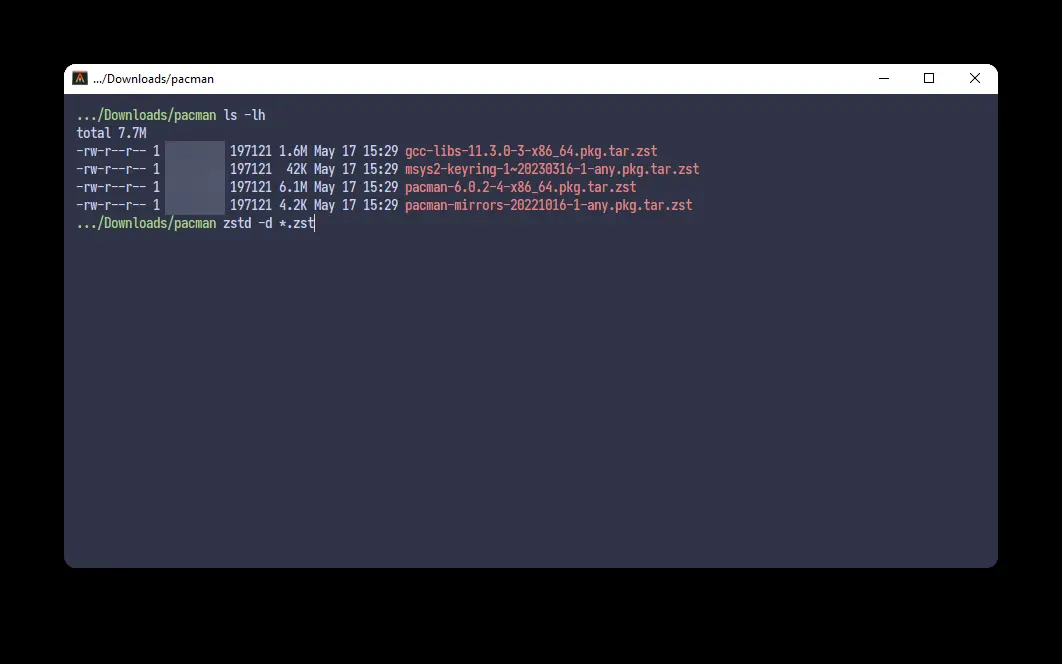 .../Downloads/pacman
.../Downloads/pacman ls -lh
total 7.7M
-rw-r--r-- 1 197121 1.6M May 17 15:29 gcc-libs-11.3.0-3-x86_64.pkg.tar.zst
-rw-r--r-- 1 197121 42K May 17 15:29 msys2-keyring-1~20230316-1-any.pkg.tar.zst
-rw-r--r-- 1 197121 6.1M May 17 15:29 pacman-6.0.2-4-x86_64.pkg.tar.zst
-rw-r--r-- 1 197121 4.2K May 17 15:29 pacman-mirrors-20221016-1-any.pkg.tar.zst
.../Downloads/pacman zstd -d *.zst